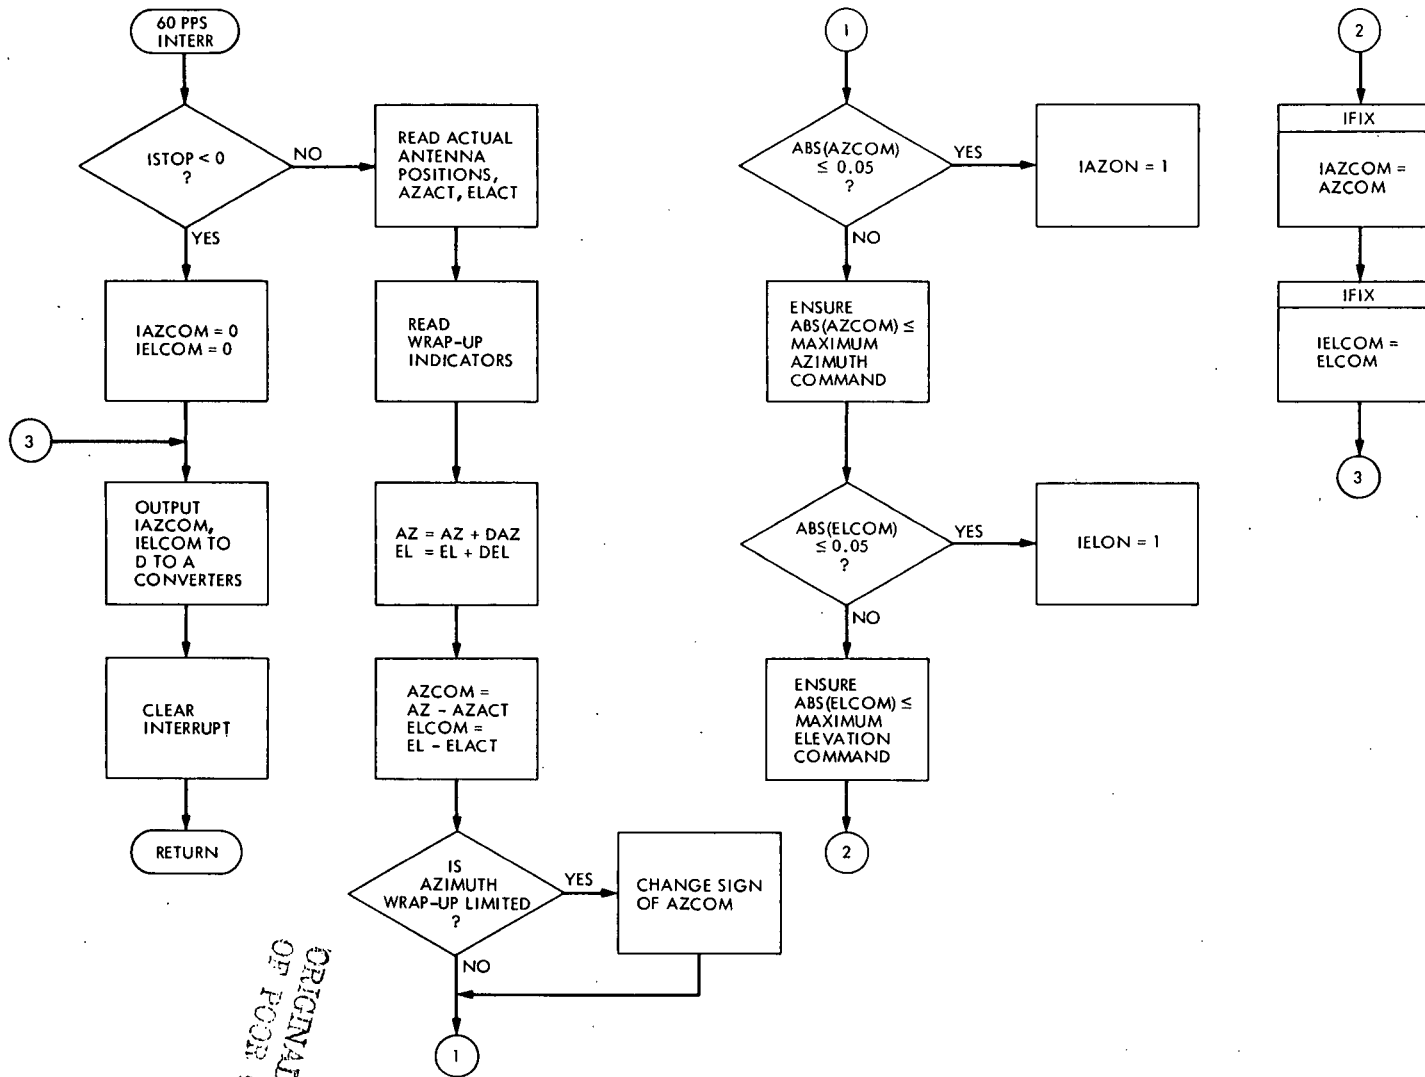 60 PPS
INTERR
ISTOP < 0
?
NO
YES
IAZCOM = 0
IELCOM = 0
3
OUTPUT
IAZCOM,
IELCOM TO
D TO A
CONVERTERS
CLEAR
INTERRUPT
RETURN
READ ACTUAL
ANTENNA
POSITIONS,
AZACT, ELACT
READ
WRAP-UP
INDICATORS
AZ = AZ + DAZ
EL = EL + DEL
AZCOM =
AZ - AZACT
ELCOM =
EL - ELACT
IS
AZIMUTH
WRAP-UP LIMITED
?
YES
NO
CHANGE SIGN
OF AZCOM
1
1
ABS(AZCOM)
≤ 0.05
?
YES
NO
IAZON = 1
ENSURE
ABS(AZCOM) ≤
MAXIMUM
AZIMUTH
COMMAND
ABS(ELCOM)
≤ 0.05
?
YES
NO
IELON = 1
ENSURE
ABS(ELCOM) ≤
MAXIMUM
ELEVATION
COMMAND
2
2
IFIX
IAZCOM =
AZCOM
IFIX
IELCOM =
ELCOM
3
ORIGINAL
OF POOR